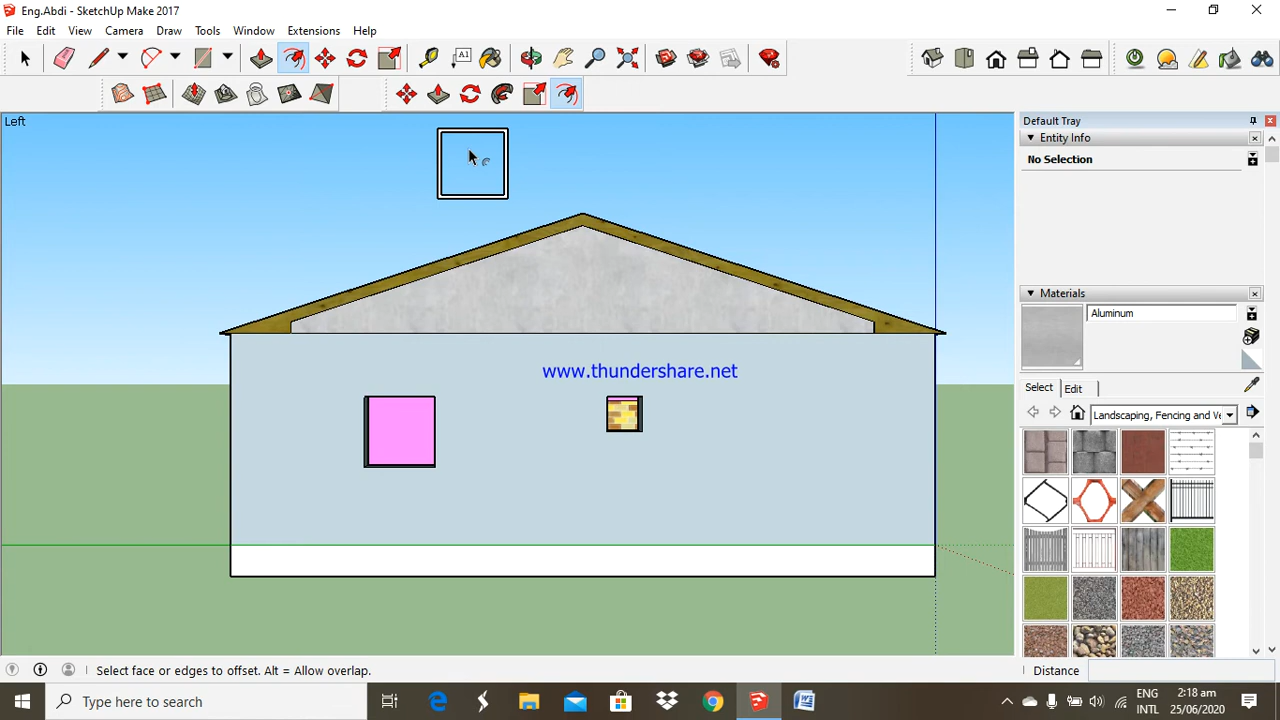 Eng.Abdi - SketchUp Make 2017
File Edit View Camera Draw Tools Window Extensions Help
A1
Left
Default Tray
Entity Info
No Selection
Materials
Aluminum
www.thundershare.net
Select Edit
Landscaping, Fencing and Ve
Select face or edges to offset. Alt = Allow overlap.
Distance
Type here to search
ENG
INTL
2:18 am
25/06/2020